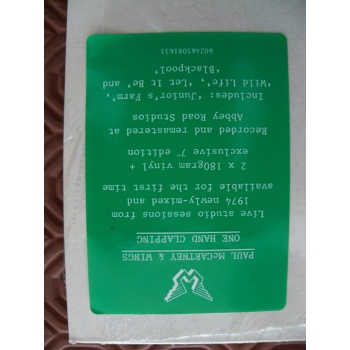 PAUL McCARTNEY & WINGS
ONE HAND CLAPPING
Live studio sessions from
1974 newly-mixed and
available for the first time
2 x 180gram vinyl +
exclusive 7" edition
Recorded and remastered at
Abbey Road Studios
Includes: 'Junior's Farm',
'Wild Life', 'Let It Be' and
'Blackpool'
602465081633